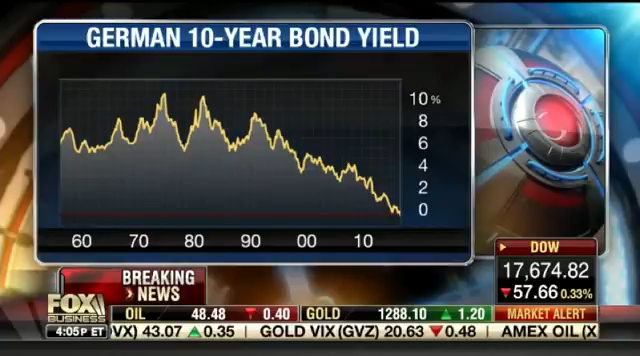 GERMAN 10-YEAR BOND YIELD
10 %
8
6
4
2
0
60 70 80 90 00 10
DOW
17,674.82
▼57.66 0.33%
MARKET ALERT
BREAKING
› NEWS
FOX
BUSINESS
4:05P ET
OIL 48.48 ▼ 0.40 GOLD 1288.10 ▲ 1.20
VX) 43.07 ▲0.35 | GOLD VIX (GVZ) 20.63 ▼0.48 | AMEX OIL (X